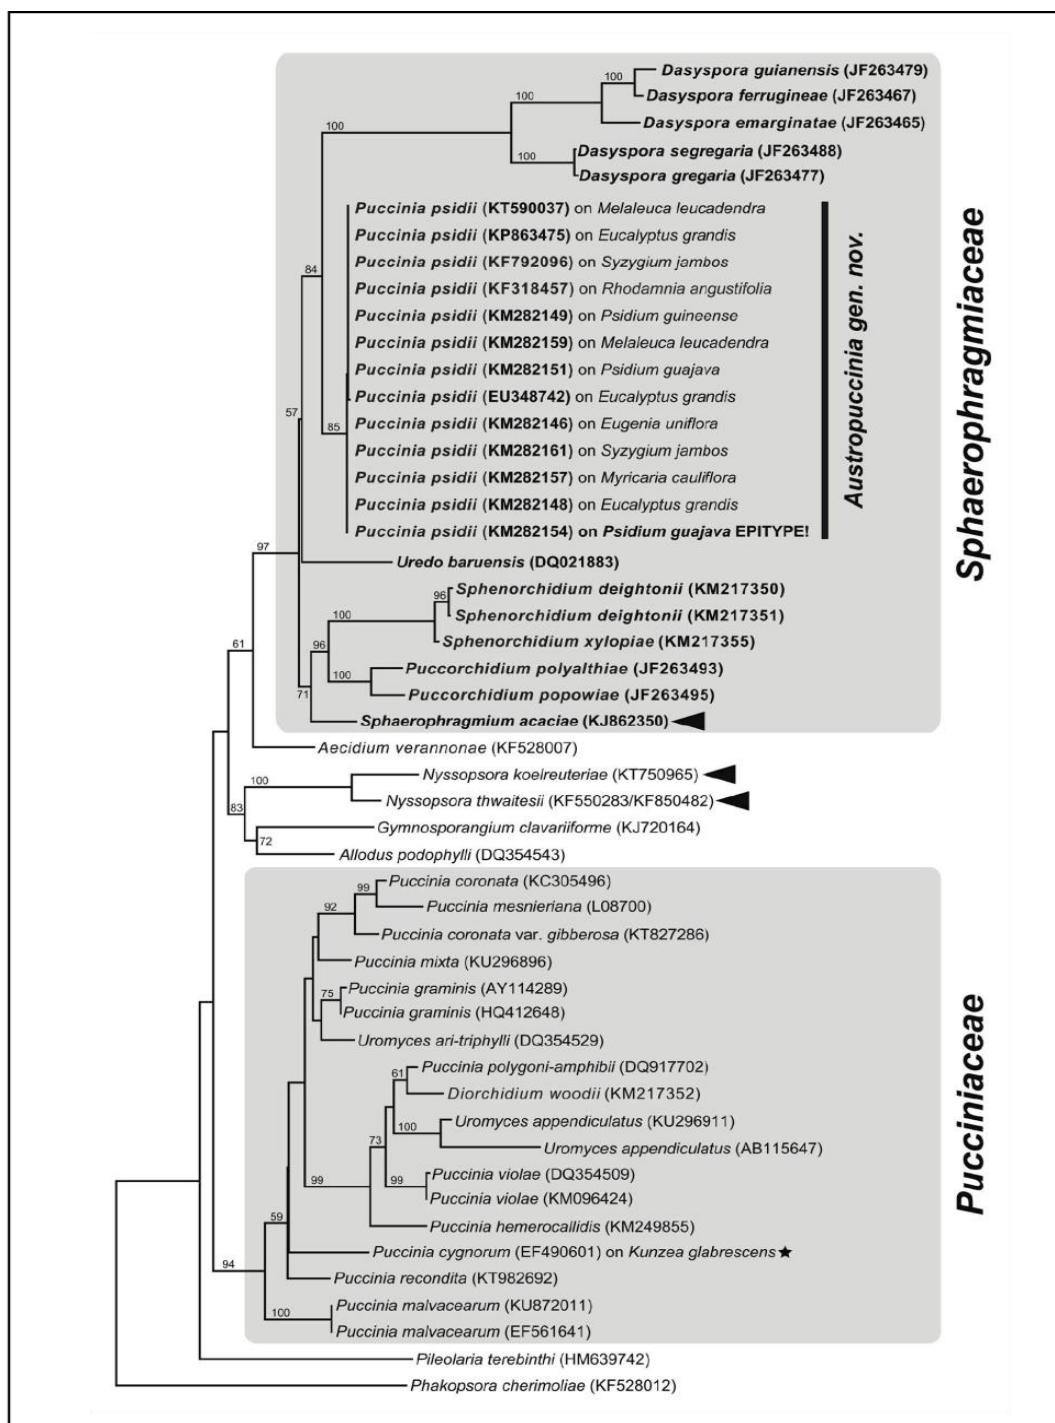 100
Dasyspora guianensis (JF263479)
100
Dasyspora ferrugineae (JF263467)
Dasyspora emarginatae (JF263465)
100
100
Dasyspora segregaria (JF263488)
Dasyspora gregaria (JF263477)
Puccinia psidii (KT590037) on Melaleuca leucadendra
Puccinia psidii (KP863475) on Eucalyptus grandis
Puccinia psidii (KF792096) on Syzygium jambos
84
Puccinia psidii (KF318457) on Rhodamnia angustifolia
Puccinia psidii (KM282149) on Psidium guineense
Puccinia psidii (KM282159) on Melaleuca leucadendra
Puccinia psidii (KM282151) on Psidium guajava
Puccinia psidii (EU348742) on Eucalyptus grandis
57
85
Puccinia psidii (KM282146) on Eugenia uniflora
Puccinia psidii (KM282161) on Syzygium jambos
Puccinia psidii (KM282157) on Myricaria cauliflora
Puccinia psidii (KM282148) on Eucalyptus grandis
Puccinia psidii (KM282154) on Psidium guajava EPITYPE!
Austropuccinia gen. nov.
Sphaerophragmiaceae
97
Uredo baruensis (DQ021883)
96
Sphenorchidium deightonii (KM217350)
100
Sphenorchidium deightonii (KM217351)
61
96
Sphenorchidium xylopiae (KM217355)
100
Puccorchidium polyalthiae (JF263493)
71
Puccorchidium popowiae (JF263495)
Sphaerophragmium acaciae (KJ862350)
Aecidium verannonae (KF528007)
100
Nyssopsora koelreuteriae (KT750965)
83
Nyssopsora thwaitesii (KF550283/KF850482)
Gymnosporangium clavariiforme (KJ720164)
72
Allodus podophylli (DQ354543)
99
Puccinia coronata (KC305496)
92
Puccinia mesnieriana (L08700)
Puccinia coronata var. gibberosa (KT827286)
Puccinia mixta (KU296896)
75
Puccinia graminis (AY114289)
Puccinia graminis (HQ412648)
Uromyces ari-triphylli (DQ354529)
61
Puccinia polygoni-amphibii (DQ917702)
Diorchidium woodii (KM217352)
100
Uromyces appendiculatus (KU296911)
73
Uromyces appendiculatus (AB115647)
99
99
Puccinia violae (DQ354509)
Puccinia violae (KM096424)
59
Puccinia hemerocallidis (KM249855)
Puccinia cygnorum (EF490601) on Kunzea glabrescens★
94
Puccinia recondita (KT982692)
100
Puccinia malvacearum (KU872011)
Puccinia malvacearum (EF561641)
Pucciniaceae
Pileolaria terebinthi (HM639742)
Phakopsora cherimoliae (KF528012)